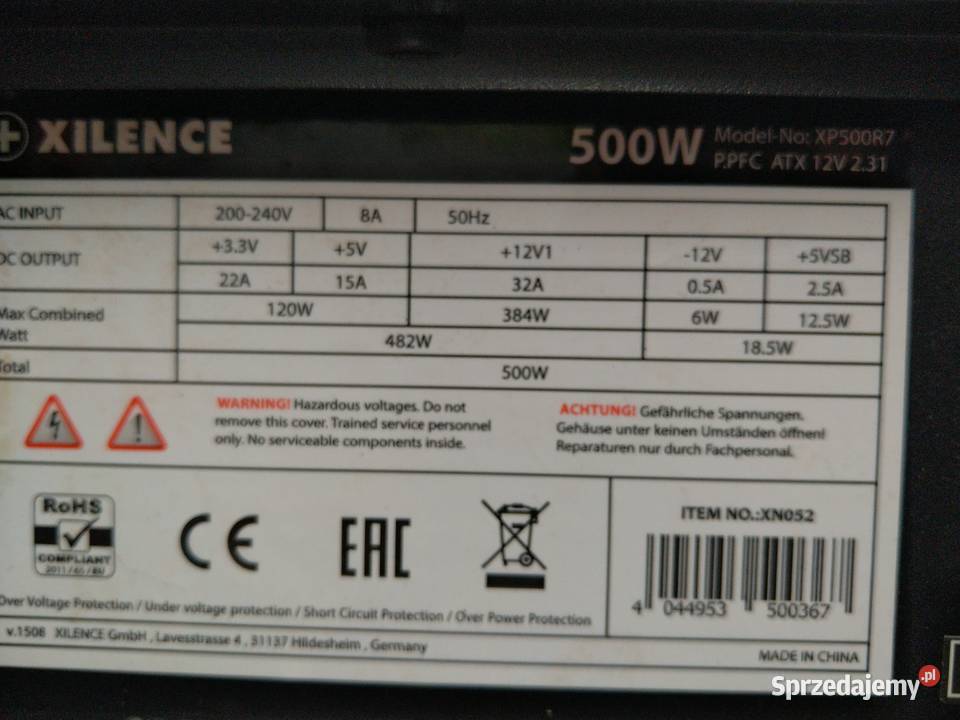 XILENCE
500W Model-No: XP500R7
P.PFC ATX 12V 2.31
AC INPUT 200-240V 8A 50Hz
DC OUTPUT +3.3V +5V +12V1 -12V +5VSB
22A 15A 32A 0.5A 2.5A
Max Combined Watt 120W 384W 6W 12.5W
482W 18.5W
Total 500W
WARNING! Hazardous voltages. Do not
remove this cover. Trained service personnel
only. No serviceable components inside.
ACHTUNG! Gefährliche Spannungen.
Gehäuse unter keinen Umständen öffnen!
Reparaturen nur durch Fachpersonal.
RoHS
COMPLIANT
2011/65/EU
CE
EAC
ITEM NO.:XN052
4 044953 500367
Over Voltage Protection / Under voltage protection / Short Circuit Protection / Over Power Protection
v.1508 XILENCE GmbH , Lavesstrasse 4 , 31137 Hildesheim , Germany
MADE IN CHINA
Sprzedajemy.pl